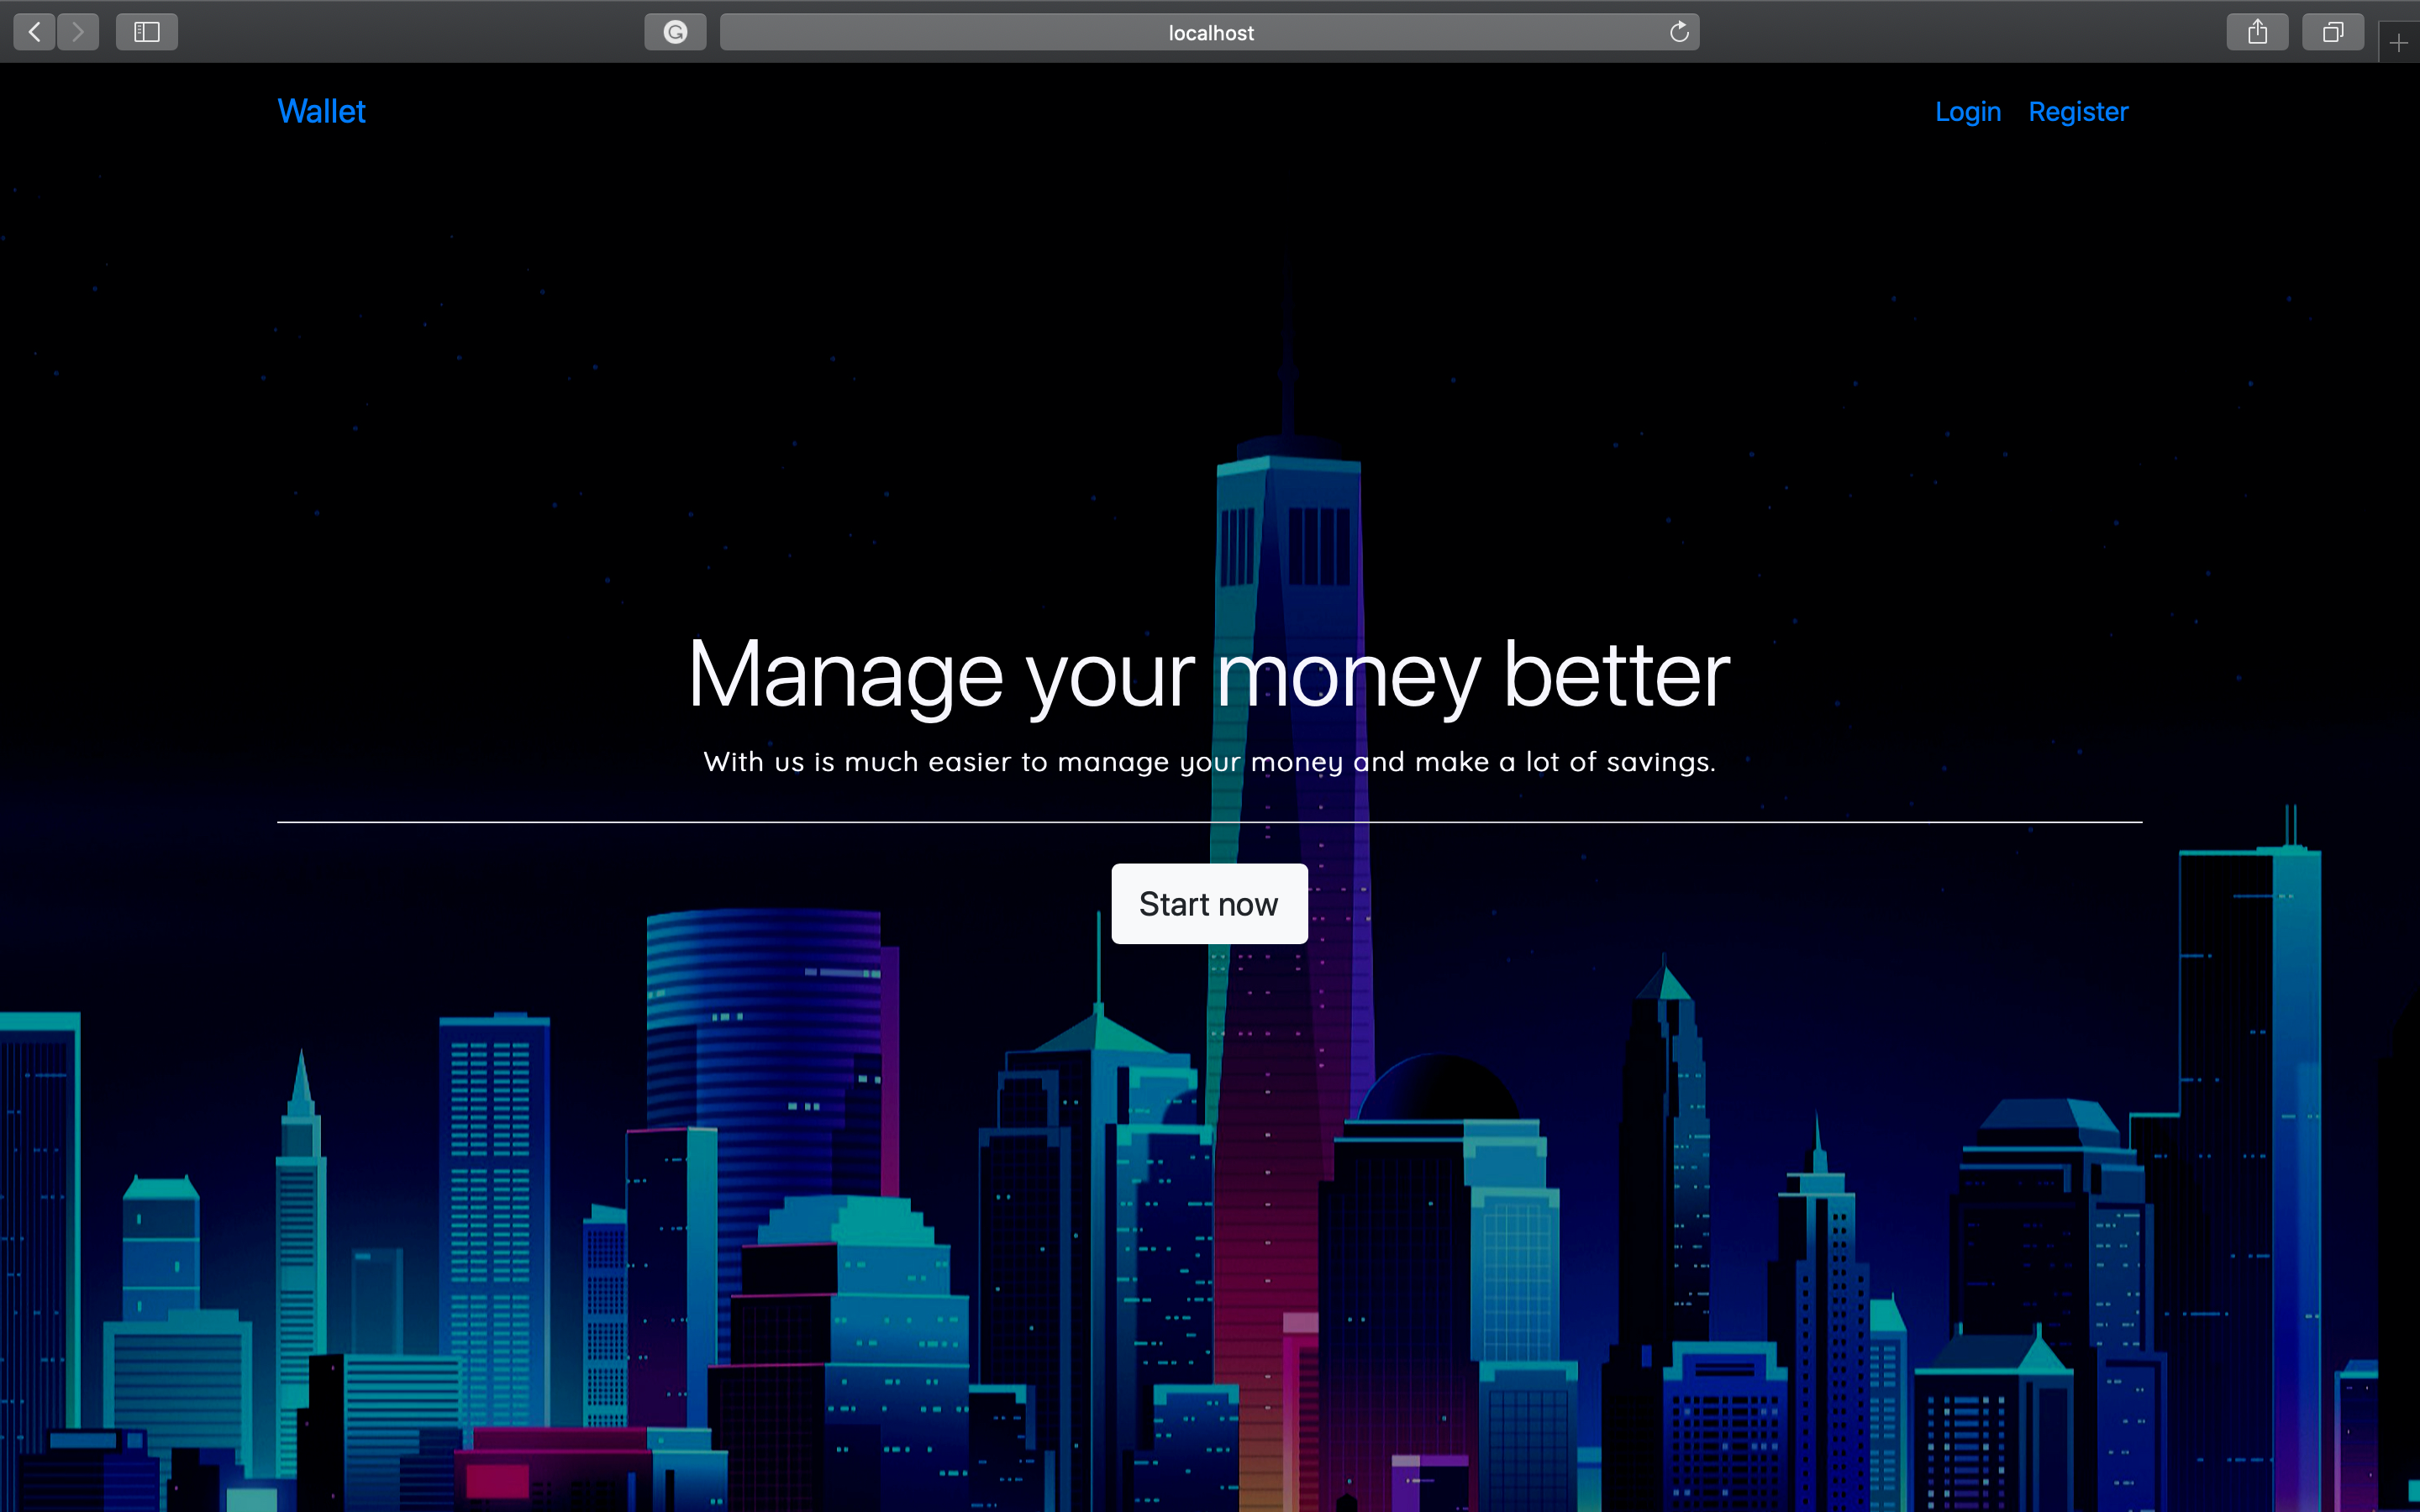 localhost
Wallet
Login Register
Manage your money better
With us is much easier to manage your money and make a lot of savings.
Start now